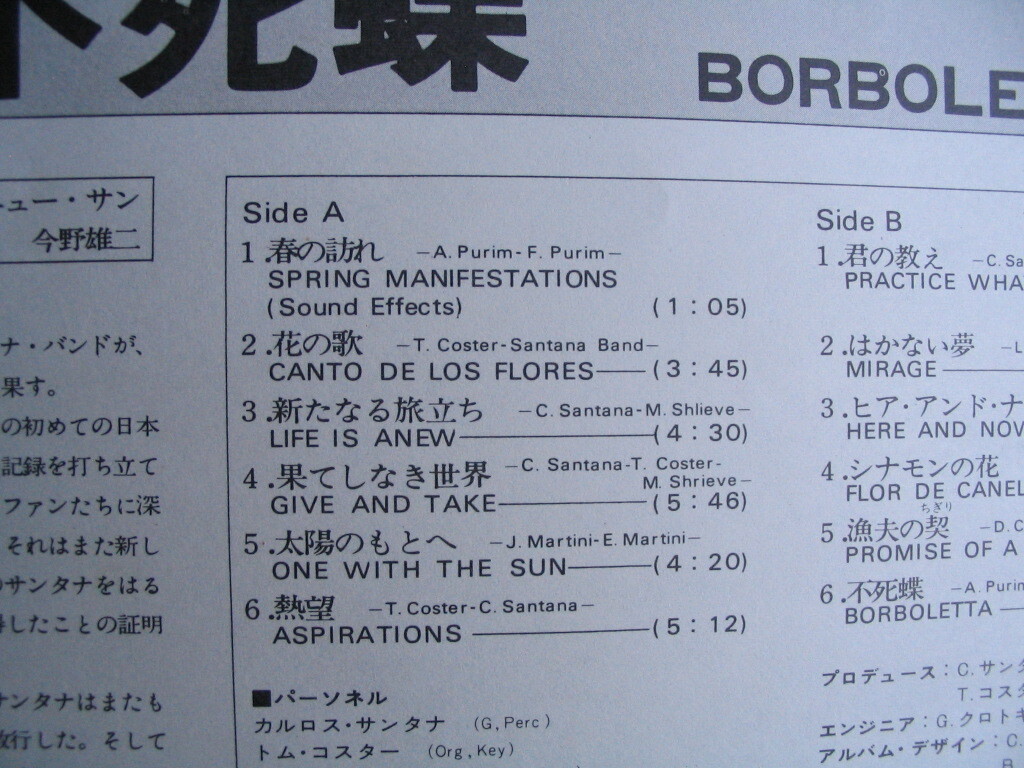 不死蝶
BORBOLE
ュー・サン
今野雄二
ナ・バンドが、
果す。
の初めての日本
記録を打ち立て
ファンたちに深
それはまた新し
のサンタナをはる
したことの証明
サンタナはまたも
行した。そして
Side A
1.春の訪れ -A. Purim- F. Purim-
SPRING MANIFESTATIONS
(Sound Effects) (1:05)
2.花の歌 -T. Coster-Santana Band-
CANTO DE LOS FLORES (3:45)
3.新たなる旅立ち -C. Santana-M. Shlieve-
LIFE IS ANEW (4:30)
4.果てしなき世界 -C. Santana-T. Coster-
M. Shrieve-
GIVE AND TAKE (5:46)
5.太陽のもとへ -J. Martini-E. Martini-
ONE WITH THE SUN (4:20)
6.熱望 -T. Coster-C. Santana-
ASPIRATIONS (5:12)
■パーソネル
カルロス・サンタナ (G, Perc)
トム・コスター (Org, Key)
Side B
1.君の教え -C. Sa
PRACTICE WHA
2.はかない夢 -L
MIRAGE
3.ヒア・アンド・ナ
HERE AND NOV
4.シナモンの花
FLOR DE CANEL
ちぎり
5.漁夫の契 -D. C
PROMISE OF A
6.不死蝶 -A. Purin
BORBOLETTA
プロデュース：C. サンタ
T. コスタ
エンジニア：G. クロトキ
アルバム・デザイン：C.